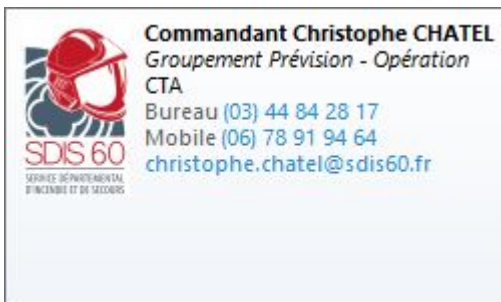 Commandant Christophe CHATEL
Groupement Prévision - Opération
CTA
Bureau (03) 44 84 28 17
Mobile (06) 78 91 94 64
christophe.chatel@sdis60.fr
SDIS 60
SERVICE DÉPARTEMENTAL
D'INCENDIE ET DE SECOURS